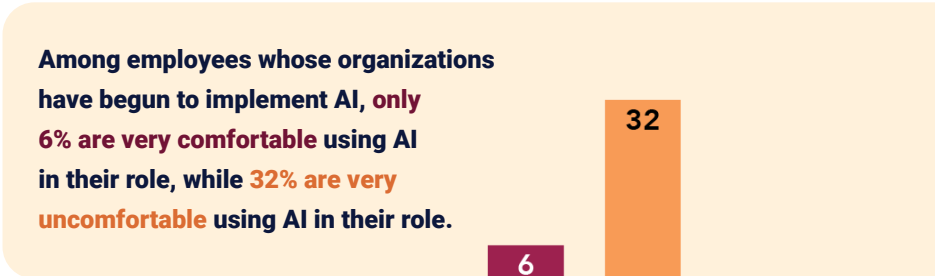 Among employees whose organizations
have begun to implement AI, only
6% are very comfortable using AI
in their role, while 32% are very
uncomfortable using AI in their role.
32
6